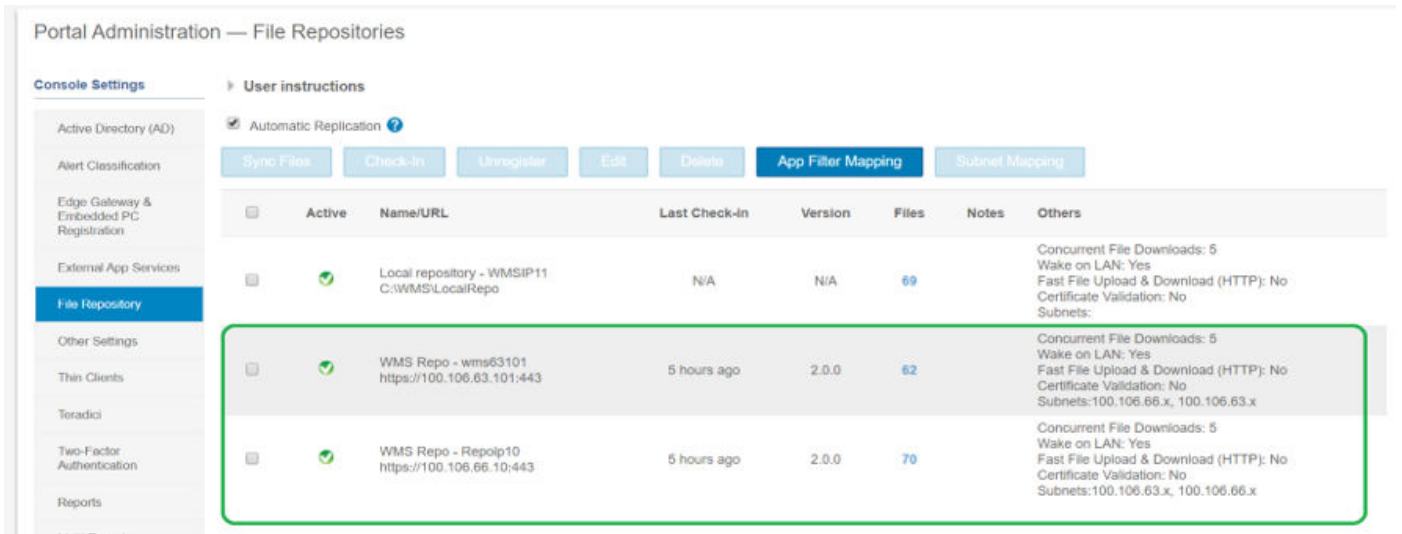 Portal Administration — File Repositories
Console Settings
Active Directory (AD)
Alert Classification
Edge Gateway &
Embedded PC
Registration
External App Services
File Repository
Other Settings
Thin Clients
Teradici
Two-Factor
Authentication
Reports
User instructions
Automatic Replication ?
Sync Files Check-In Unregister Edit Delete App Filter Mapping Subnet Mapping
Active Name/URL Last Check-in Version Files Notes Others
Local repository - WMSIP11
C:\WMS\LocalRepo
N/A N/A 69
Concurrent File Downloads: 5
Wake on LAN: Yes
Fast File Upload & Download (HTTP): No
Certificate Validation: No
Subnets:
WMS Repo - wms63101
https://100.106.63.101:443
5 hours ago 2.0.0 62
Concurrent File Downloads: 5
Wake on LAN: Yes
Fast File Upload & Download (HTTP): No
Certificate Validation: No
Subnets:100.106.66.x, 100.106.63.x
WMS Repo - RepoIp10
https://100.106.66.10:443
5 hours ago 2.0.0 70
Concurrent File Downloads: 5
Wake on LAN: Yes
Fast File Upload & Download (HTTP): No
Certificate Validation: No
Subnets:100.106.63.x, 100.106.66.x